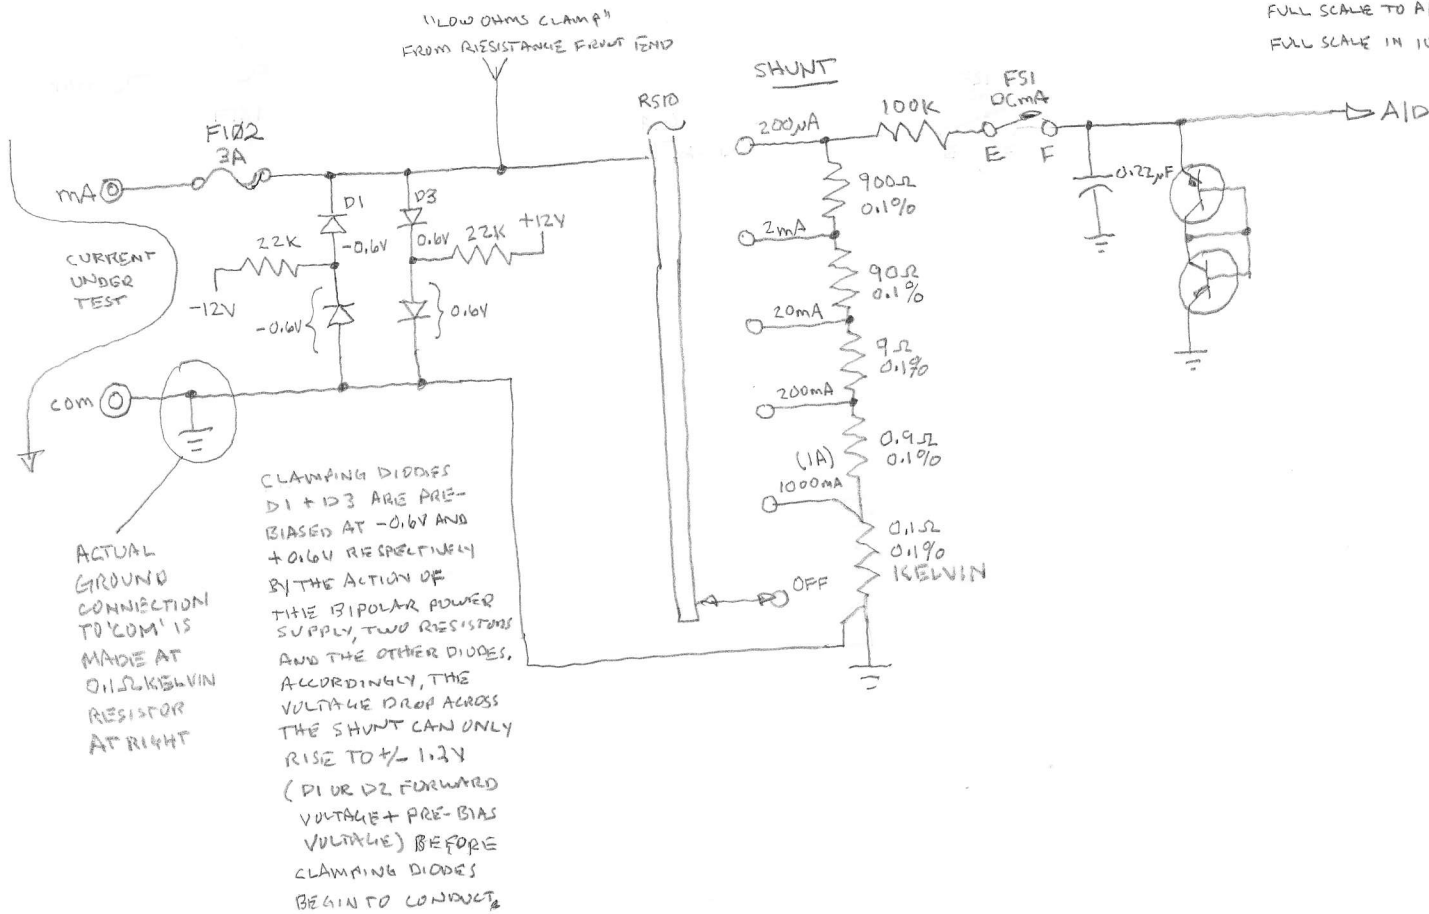 "LOW OHMS CLAMP"
FROM RESISTANCE FRONT END
FULL SCALE TO A/
FULL SCALE IN
SHUNT
RS10
FS1
DCmA
F102
3A
mA
200µA
100K
E
F
A/D
0.22µF
D1
D3
900Ω
0.1%
CURRENT
UNDER
TEST
22K
-0.6V
0.6V
22K
+12V
-12V
2mA
90Ω
0.1%
-0.6V
0.6V
20mA
9Ω
0.1%
COM
200mA
0.9Ω
0.1%
(1A)
1000mA
0.1Ω
0.1%
KELVIN
OFF
ACTUAL
GROUND
CONNECTION
TO 'COM' IS
MADE AT
0.1Ω KELVIN
RESISTOR
AT RIGHT
CLAMPING DIODES
D1 + D3 ARE PRE-
BIASED AT -0.6V AND
+0.6V RESPECTIVELY
BY THE ACTION OF
THE BIPOLAR POWER
SUPPLY, TWO RESISTORS
AND THE OTHER DIODES.
ACCORDINGLY, THE
VOLTAGE DROP ACROSS
THE SHUNT CAN ONLY
RISE TO +/- 1.2V
(D1 OR D2 FORWARD
VOLTAGE + PRE-BIAS
VOLTAGE) BEFORE
CLAMPING DIODES
BEGIN TO CONDUCT.